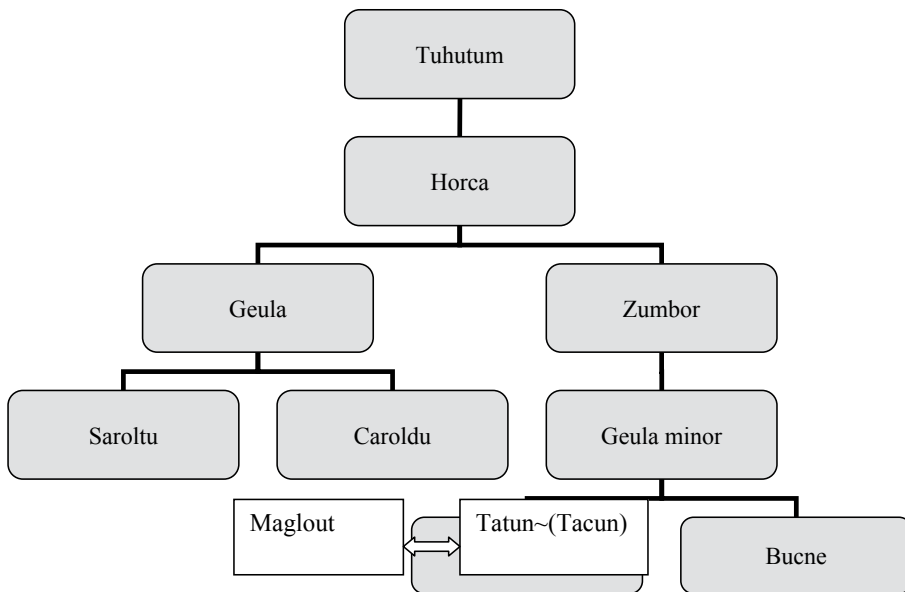 Tuhutum
Horca
Geula
Zumbor
Saroltu
Caroldu
Geula minor
Maglout
Tatun~(Tacun)
Bucne